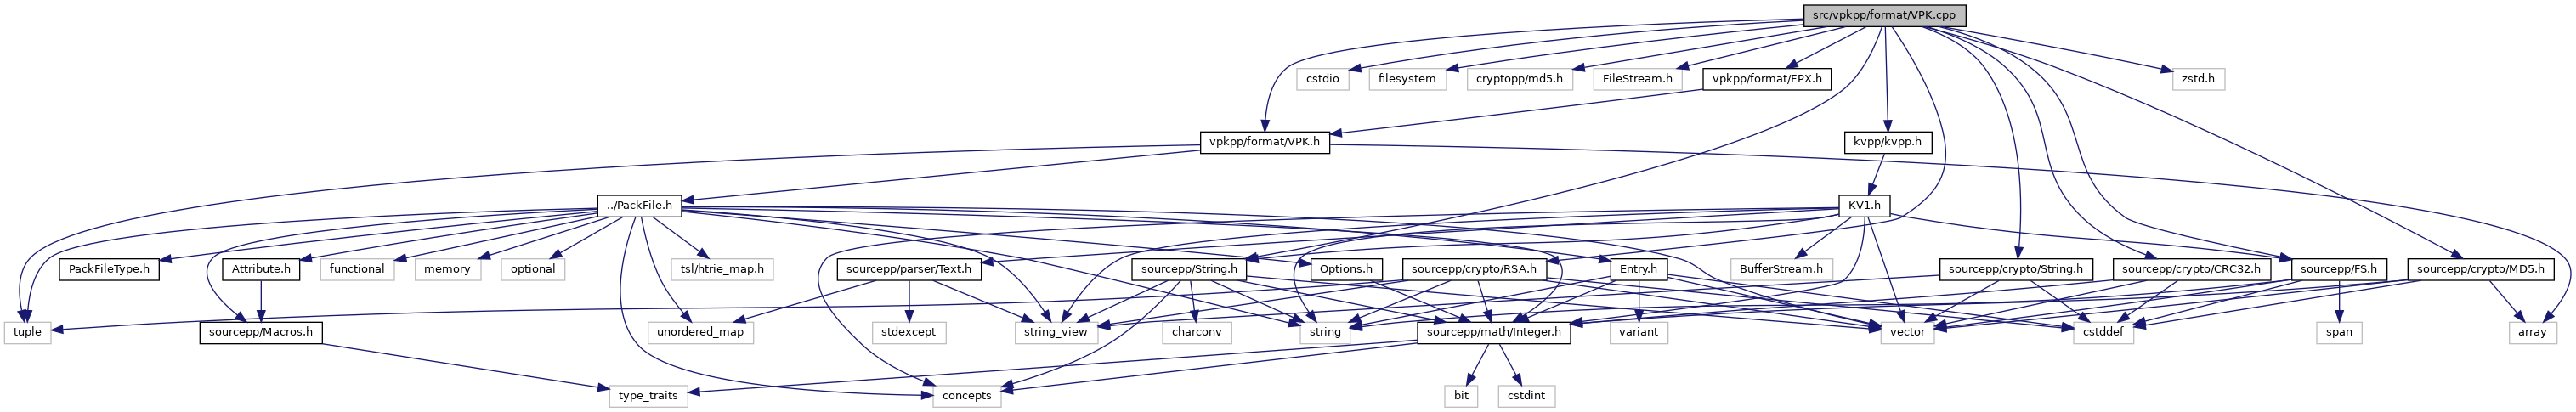 src/vpkpp/format/VPK.cpp
cstdio
filesystem
cryptopp/md5.h
FileStream.h
vpkpp/format/FPX.h
zstd.h
vpkpp/format/VPK.h
kvpp/kvpp.h
../PackFile.h
KV1.h
PackFileType.h
Attribute.h
functional
memory
optional
tsl/htrie_map.h
sourcepp/parser/Text.h
sourcepp/String.h
Options.h
sourcepp/crypto/RSA.h
Entry.h
BufferStream.h
sourcepp/crypto/String.h
sourcepp/crypto/CRC32.h
sourcepp/FS.h
sourcepp/crypto/MD5.h
tuple
sourcepp/Macros.h
unordered_map
stdexcept
string_view
charconv
string
sourcepp/math/Integer.h
variant
vector
cstddef
span
array
type_traits
concepts
bit
cstdint